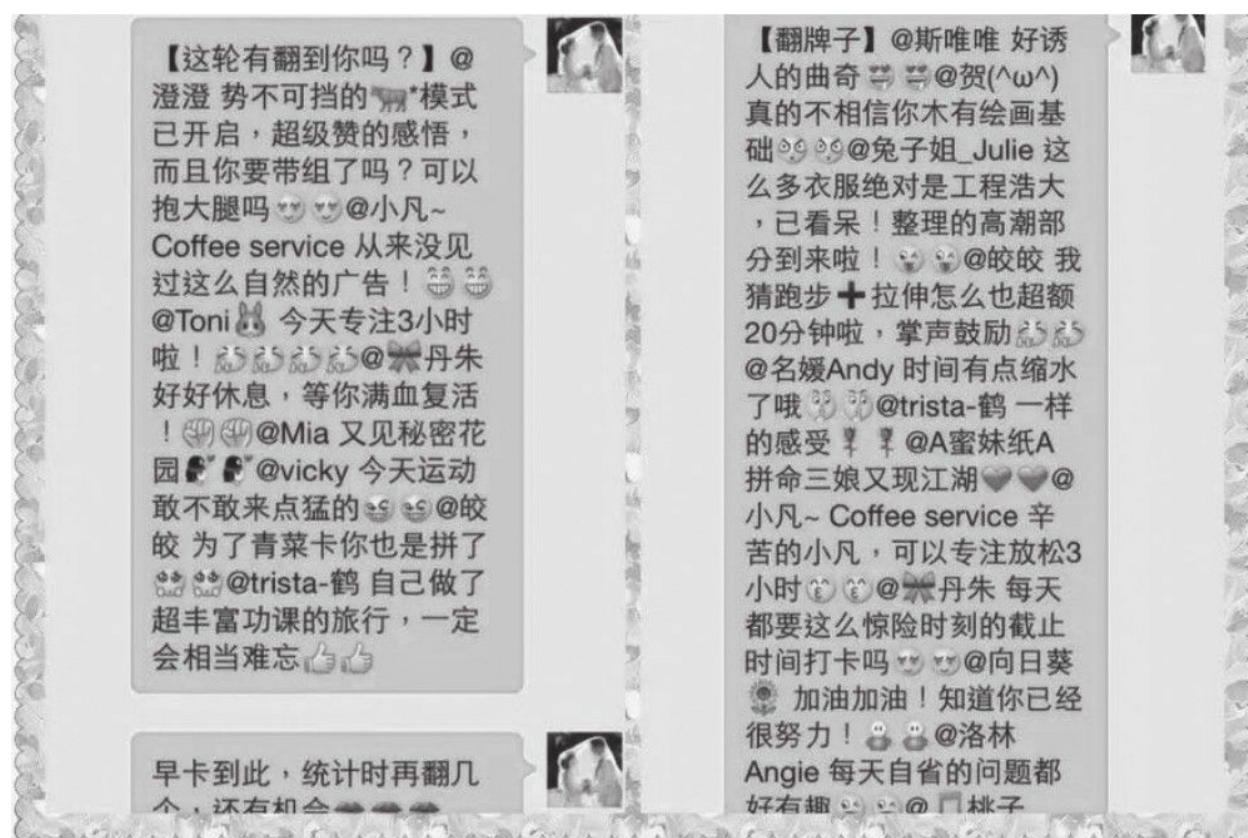 【这轮有翻到你吗？】@
澄澄 势不可挡的🐂*模式
已开启，超级赞的感悟，
而且你要带组了吗？可以
抱大腿吗😍😍@小凡~
Coffee service 从来没见
过这么自然的广告！😁😁
@Toni🐰 今天专注3小时
啦！💪💪💪💪@🎀丹朱
好好休息，等你满血复活
！✊✊@Mia 又见秘密花
园 @vicky 今天运动
敢不敢来点猛的😆😆@皎
皎 为了青菜卡你也是拼了
@trista-鹤 自己做了
超丰富功课的旅行，一定
会相当难忘👍👍
早卡到此，统计时再翻几
个，还有机会
【翻牌子】@斯唯唯 好诱
人的曲奇😍😍@贺(^ω^)
真的不相信你木有绘画基
础🙄🙄@兔子姐_Julie 这
么多衣服绝对是工程浩大
，已看呆！整理的高潮部
分到来啦！😜😜@皎皎 我
猜跑步➕拉伸怎么也超额
20分钟啦，掌声鼓励💪💪
@名媛Andy 时间有点缩水
了哦👀👀@trista-鹤 一样
的感受🌹🌹 @A蜜妹纸A
拼命三娘又现江湖❤❤@
小凡~ Coffee service 辛
苦的小凡，可以专注放松3
小时 @🎀丹朱 每天
都要这么惊险时刻的截止
时间打卡吗😍😍@向日葵
🌻 加油加油！知道你已经
很努力！⛄⛄@洛林
Angie 每天自省的问题都
好有趣 @🎵桃子